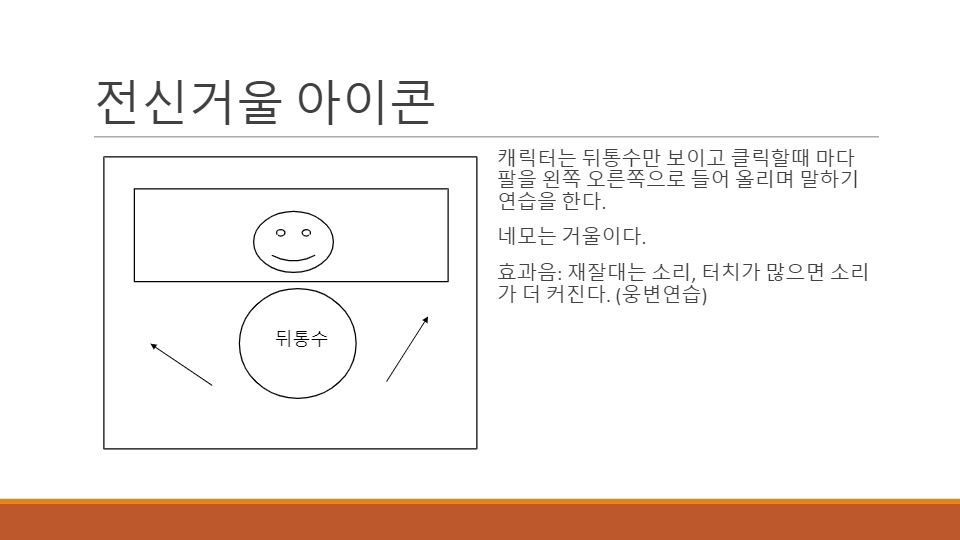 전신거울 아이콘
캐릭터는 뒤통수만 보이고 클릭할때 마다
팔을 왼쪽 오른쪽으로 들어 올리며 말하기
연습을 한다.
네모는 거울이다.
효과음: 재잘대는 소리, 터치가 많으면 소리
가 더 커진다. (웅변연습)
뒤통수